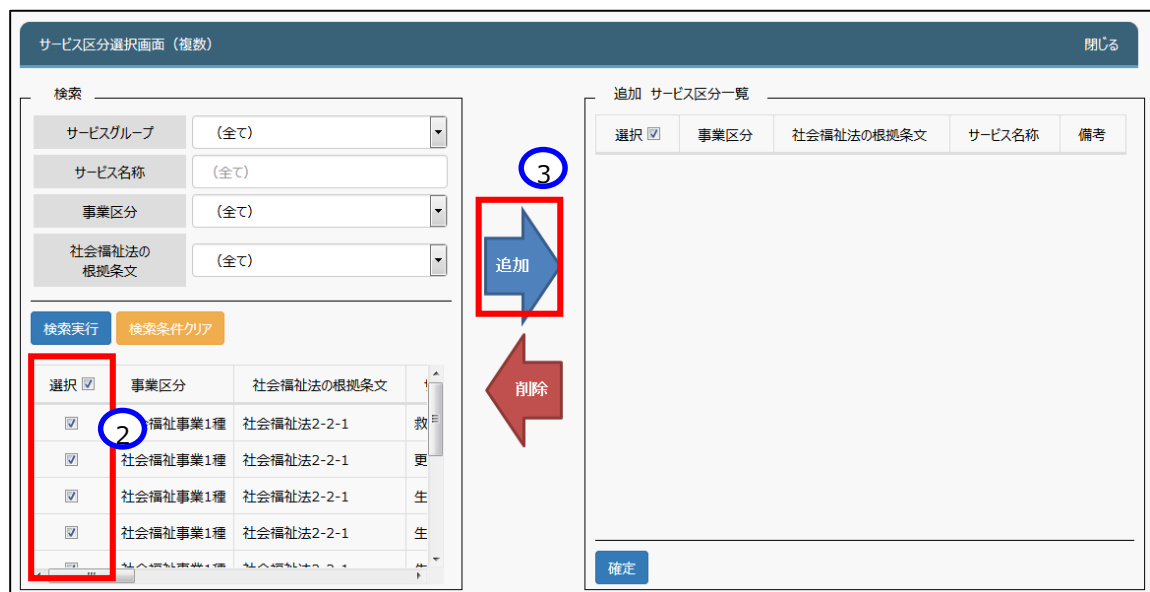 サービス区分選択画面（複数）
閉じる
検索
サービスグループ （全て）
サービス名称 （全て）
事業区分 （全て）
社会福祉法の
根拠条文
（全て）
検索実行 検索条件クリア
選択 事業区分 社会福祉法の根拠条文
2
福祉事業1種 社会福祉法2-2-1 救
社会福祉事業1種 社会福祉法2-2-1 更
社会福祉事業1種 社会福祉法2-2-1 生
社会福祉事業1種 社会福祉法2-2-1 生
3
追加
削除
追加 サービス区分一覧
選択 事業区分 社会福祉法の根拠条文 サービス名称 備考
確定